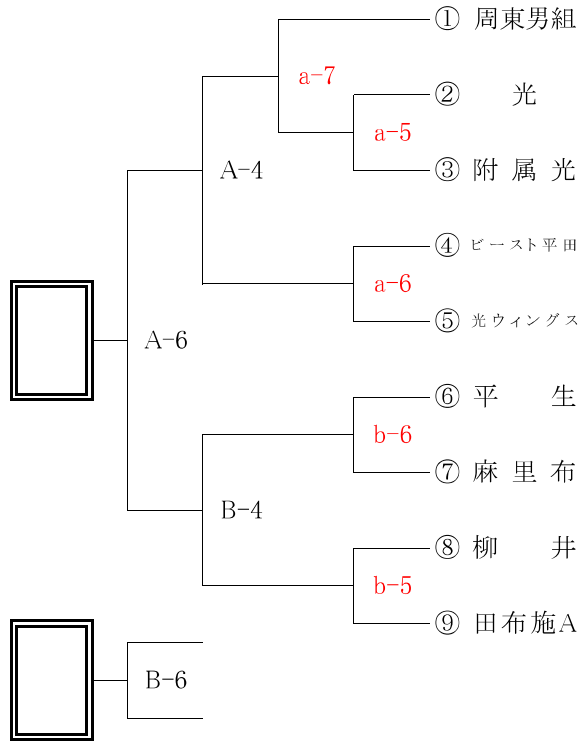 ① 周東男組
a-7
② 光
a-5
A-4
③ 附属光
④ ビースト平田
a-6
⑤ 光ウィングス
A-6
⑥ 平生
b-6
⑦ 麻里布
B-4
⑧ 柳井
b-5
⑨ 田布施A
B-6